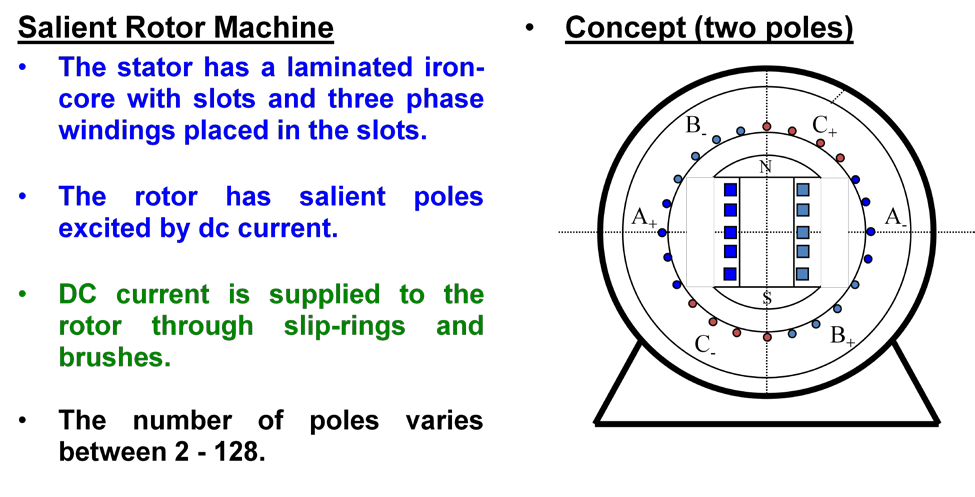 Salient Rotor Machine
• The stator has a laminated iron-
core with slots and three phase
windings placed in the slots.
• The rotor has salient poles
excited by dc current.
• DC current is supplied to the
rotor through slip-rings and
brushes.
• The number of poles varies
between 2 - 128.
• Concept (two poles)
B- C+
N
A+ A-
S
C- B+